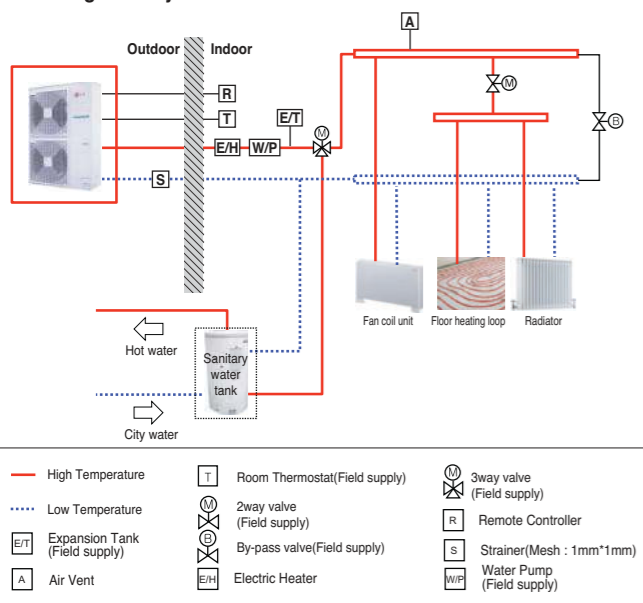 Outdoor
Indoor
A
R
T
E/T
M
M
E/H
W/P
B
S
Fan coil unit
Floor heating loop
Radiator
Hot water
Sanitary
water
tank
City water
High Temperature
Low Temperature
E/T
Expansion Tank
(Field supply)
A
Air Vent
T
Room Thermostat(Field supply)
M
2way valve
(Field supply)
B
By-pass valve(Field supply)
E/H
Electric Heater
M
3way valve
(Field supply)
R
Remote Controller
S
Strainer(Mesh : 1mm*1mm)
W/P
Water Pump
(Field supply)